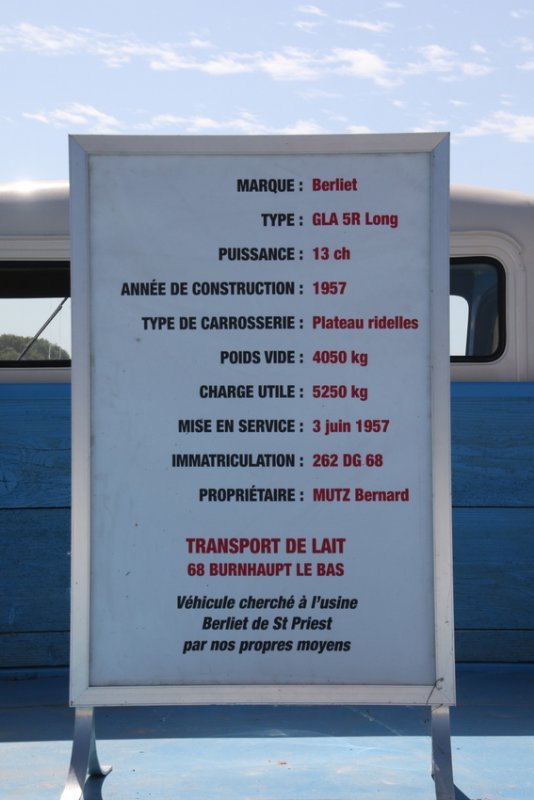 MARQUE : Berliet
TYPE : GLA 5R Long
PUISSANCE : 13 ch
ANNÉE DE CONSTRUCTION : 1957
TYPE DE CARROSSERIE : Plateau ridelles
POIDS VIDE : 4050 kg
CHARGE UTILE : 5250 kg
MISE EN SERVICE : 3 juin 1957
IMMATRICULATION : 262 DG 68
PROPRIÉTAIRE : MUTZ Bernard
TRANSPORT DE LAIT
68 BURNHAUPT LE BAS
Véhicule cherché à l'usine
Berliet de St Priest
par nos propres moyens